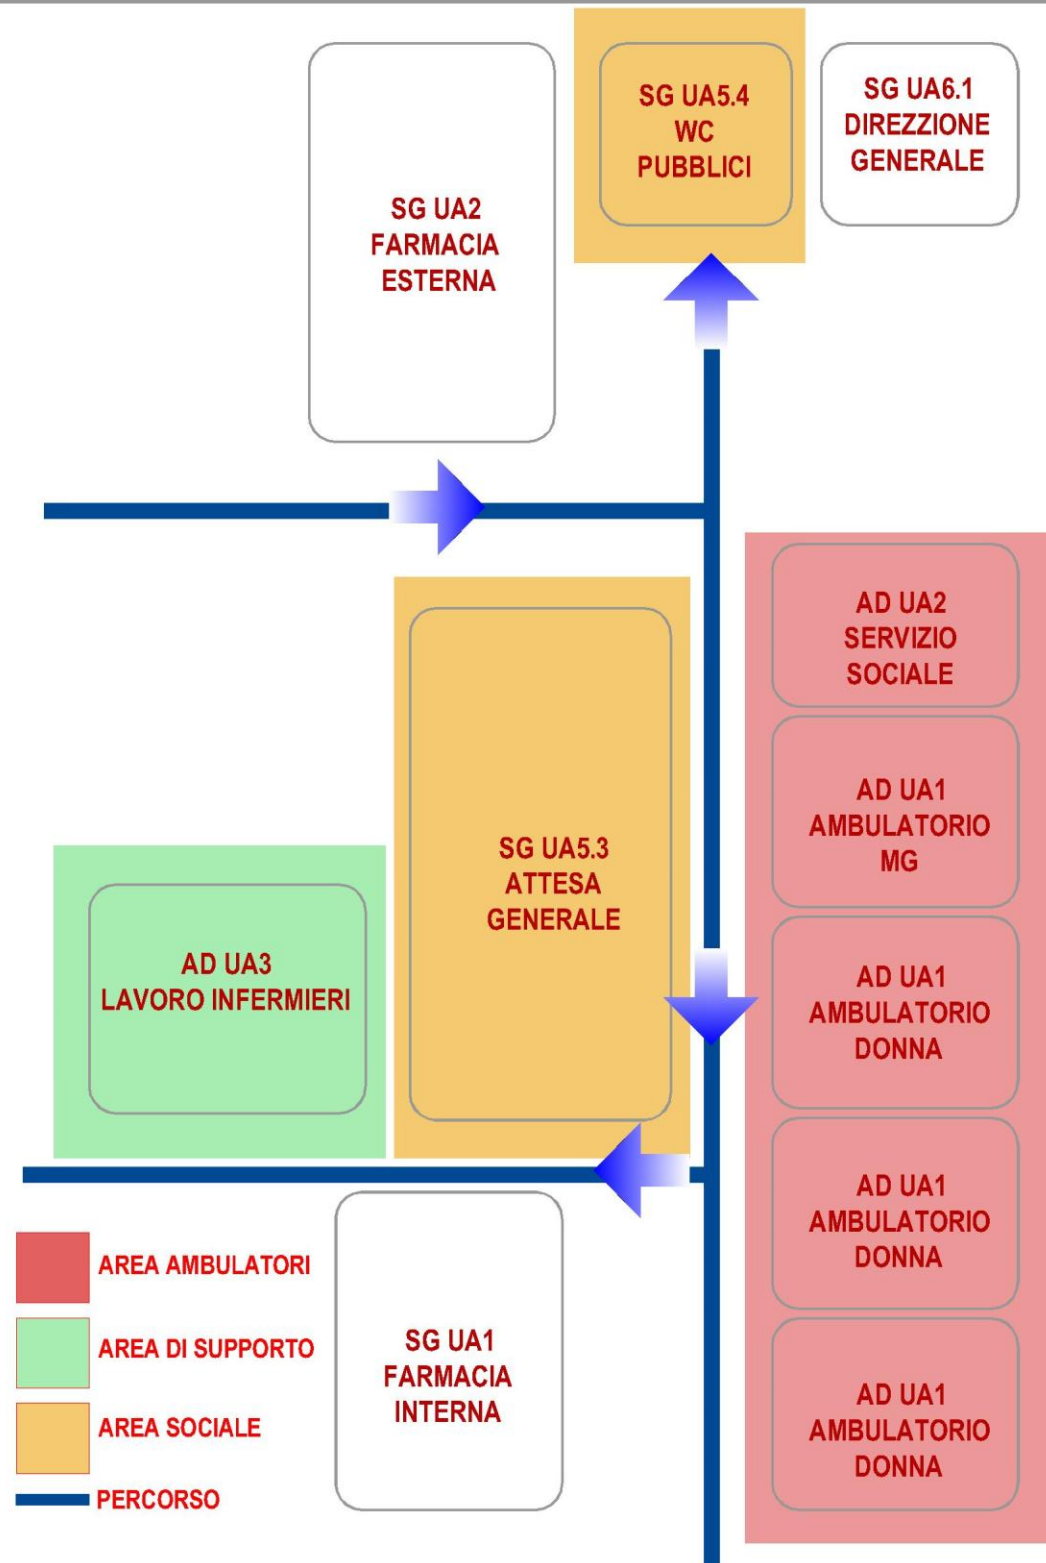 SG UA2
FARMACIA
ESTERNA
SG UA5.4
WC
PUBBLICI
SG UA6.1
DIREZZIONE
GENERALE
AD UA2
SERVIZIO
SOCIALE
AD UA1
AMBULATORIO
MG
SG UA5.3
ATTESA
GENERALE
AD UA3
LAVORO INFERMIERI
AD UA1
AMBULATORIO
DONNA
AD UA1
AMBULATORIO
DONNA
AD UA1
AMBULATORIO
DONNA
SG UA1
FARMACIA
INTERNA
AREA AMBULATORI
AREA DI SUPPORTO
AREA SOCIALE
PERCORSO